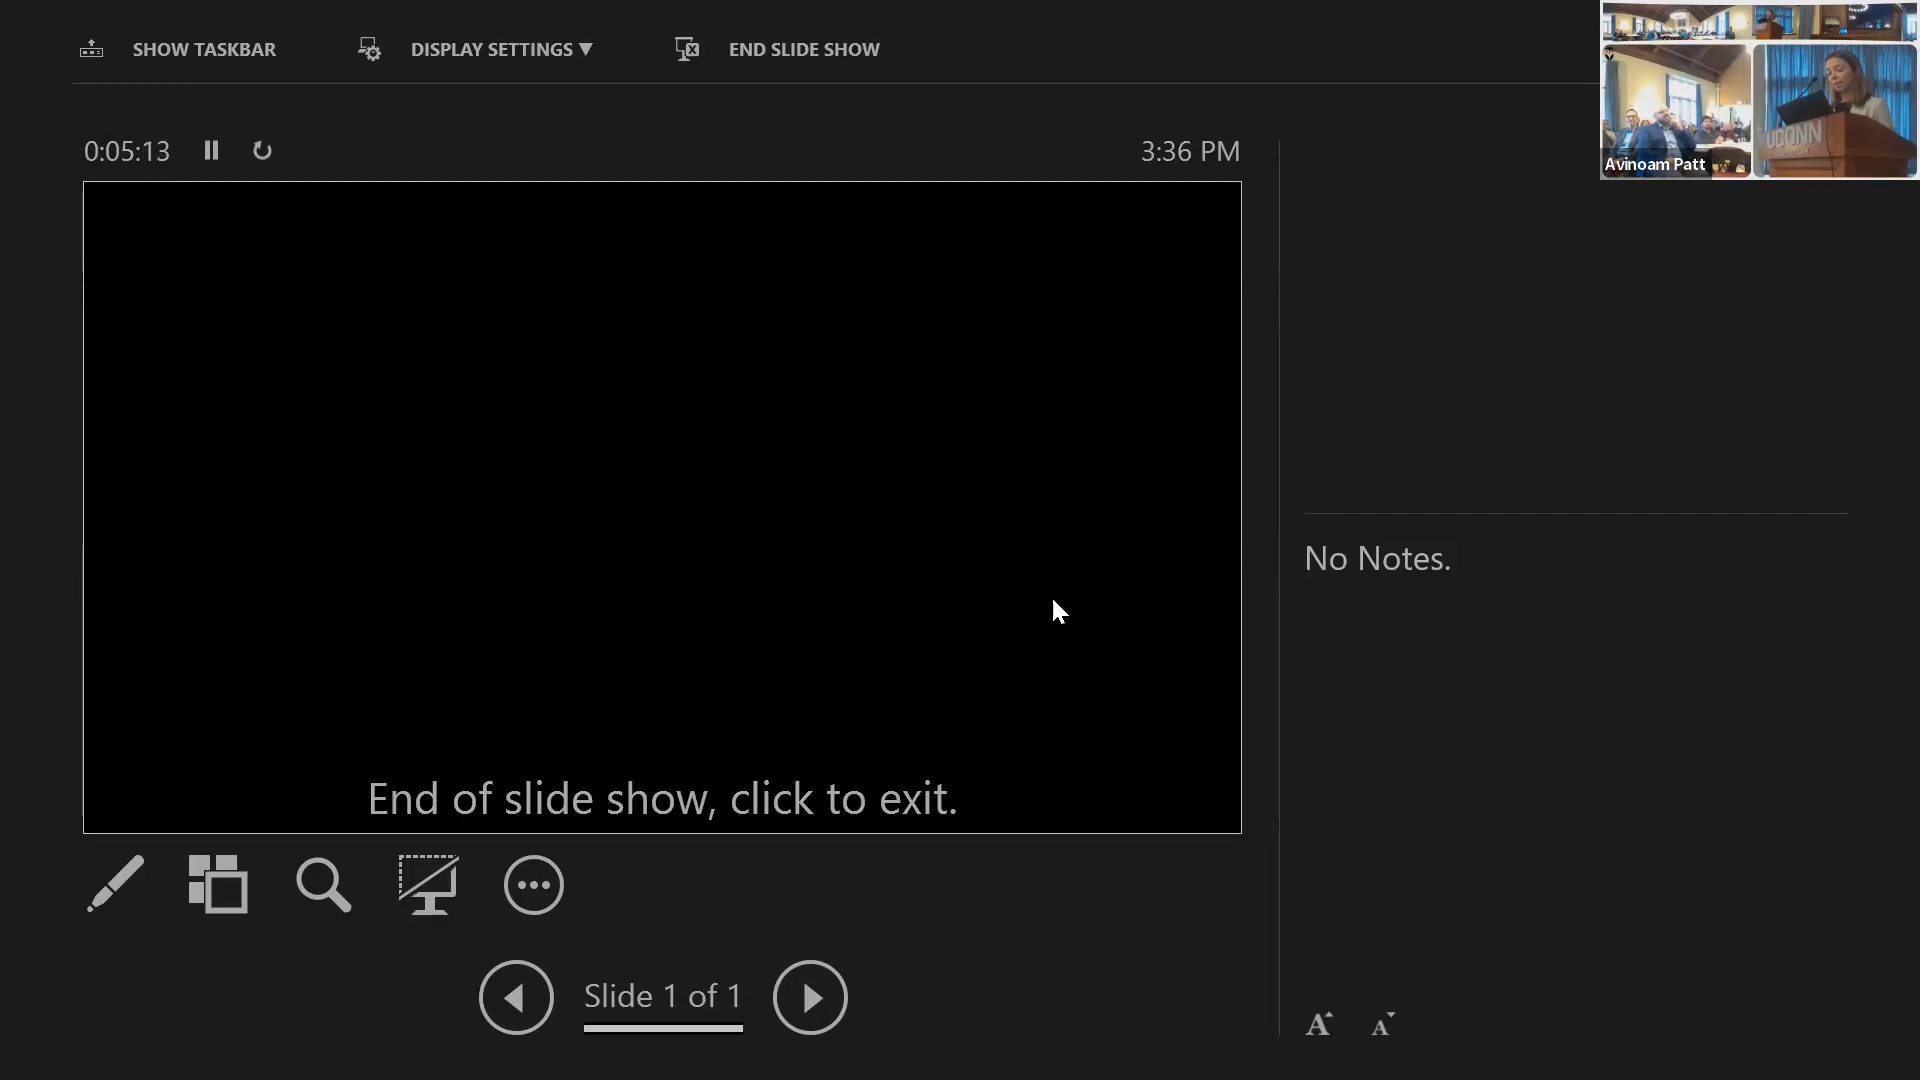 SHOW TASKBAR
DISPLAY SETTINGS ▼
END SLIDE SHOW
0:05:13
3:36 PM
End of slide show, click to exit.
Slide 1 of 1
No Notes.
A A
Avinoam Patt
UCONN